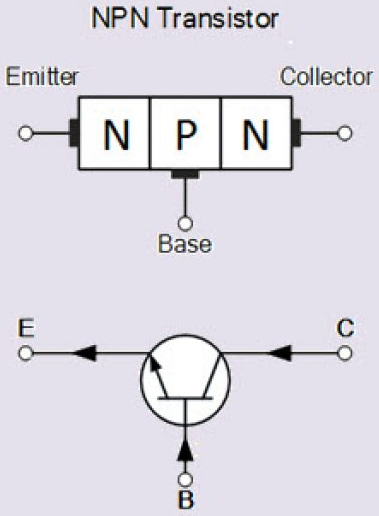 NPN Transistor
Emitter Collector
N P N
Base
E C
B